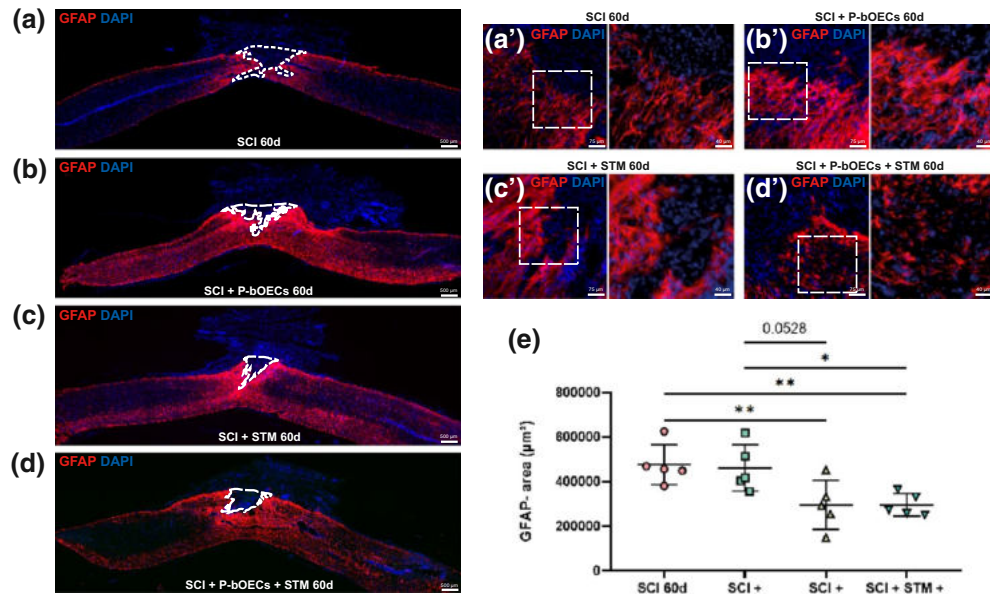 (a)
GFAP DAPI
SCI 60d
500 µm
(b)
GFAP DAPI
SCI + P-bOECs 60d
500 µm
(c)
GFAP DAPI
SCI + STM 60d
500 µm
(d)
GFAP DAPI
SCI + P-bOECs + STM 60d
500 µm
SCI 60d
(a')
GFAP DAPI
75 µm
40 µm
SCI + P-bOECs 60d
(b')
GFAP DAPI
75 µm
40 µm
SCI + STM 60d
(c')
GFAP DAPI
75 µm
40 µm
SCI + P-bOECs + STM 60d
(d')
GFAP DAPI
75 µm
40 µm
(e)
0.0528
*
**
**
GFAP- area (µm²)
800000
600000
400000
200000
0
SCI 60d
SCI +
SCI +
SCI + STM +